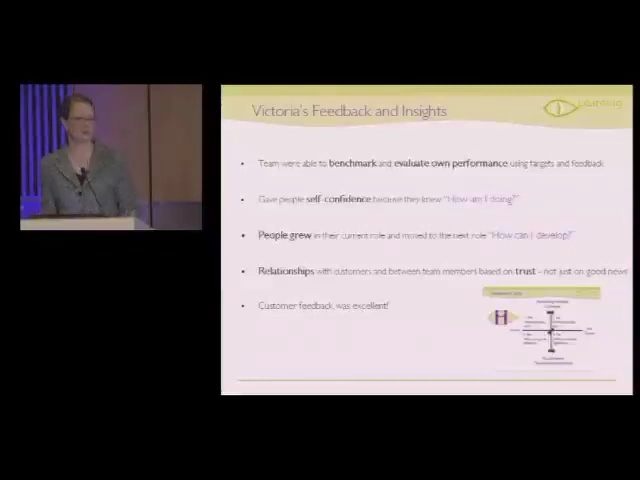 Victoria's Feedback and Insights
Learning
Team were able to benchmark and evaluate own performance using targets and feedback
Gave people self-confidence because they knew "How am I doing?"
People grew in their current role and moved to the next role "How can I develop?"
Relationships with customers and between team members based on trust - not just on good news
Customer feedback was excellent!